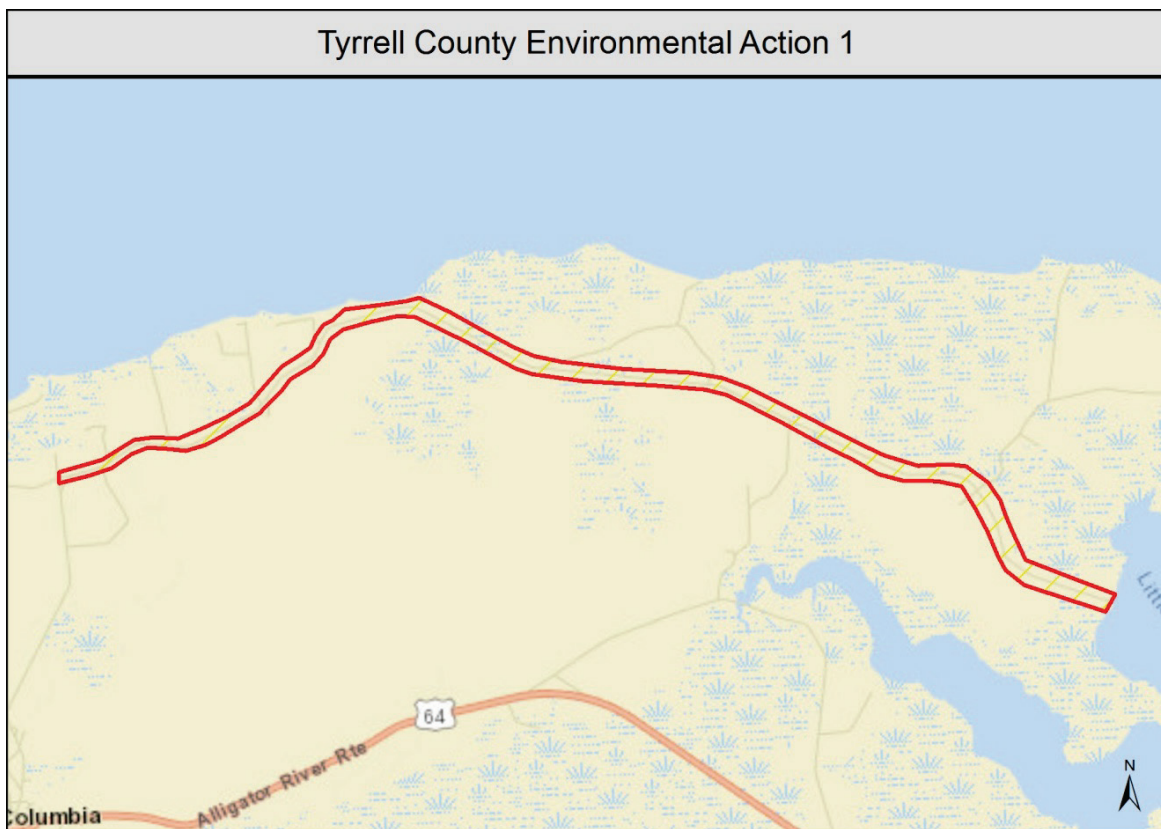 Tyrrell County Environmental Action 1
64
Alligator River Rte
Columbia
N